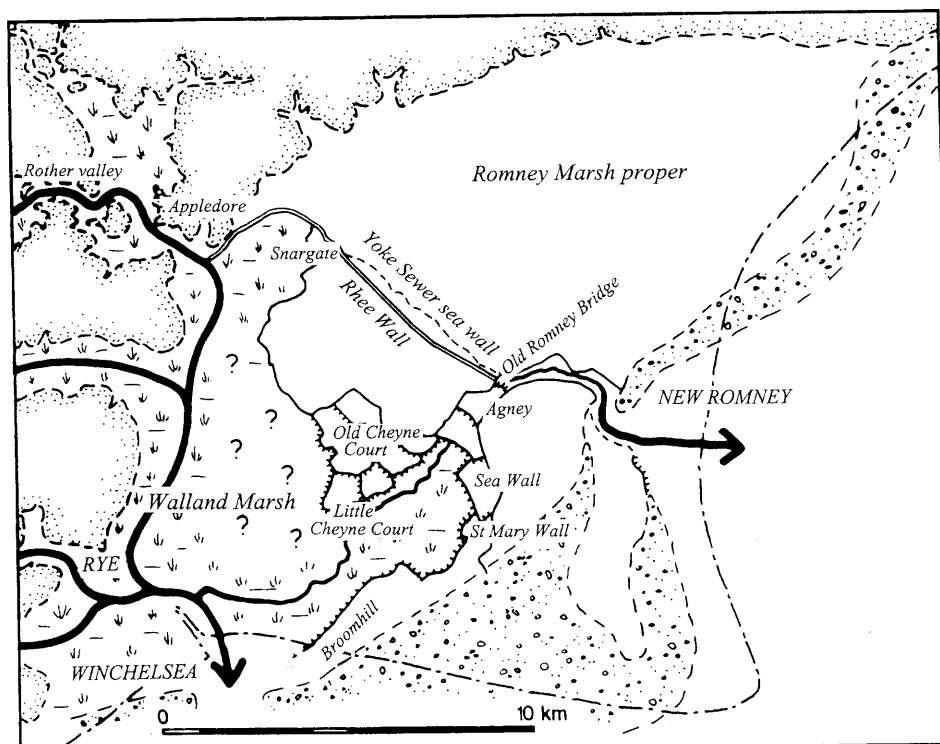 Rother valley
Romney Marsh proper
Appledore
Snargate
Yoke Sewer sea wall
Rhee Wall
Old Romney Bridge
?
NEW ROMNEY
Agney
?
?
Old Cheyne
Court
?
?
Sea Wall
Walland Marsh
Little
Cheyne Court
?
?
St Mary Wall
RYE
Broomhill
WINCHELSEA
0
10 km